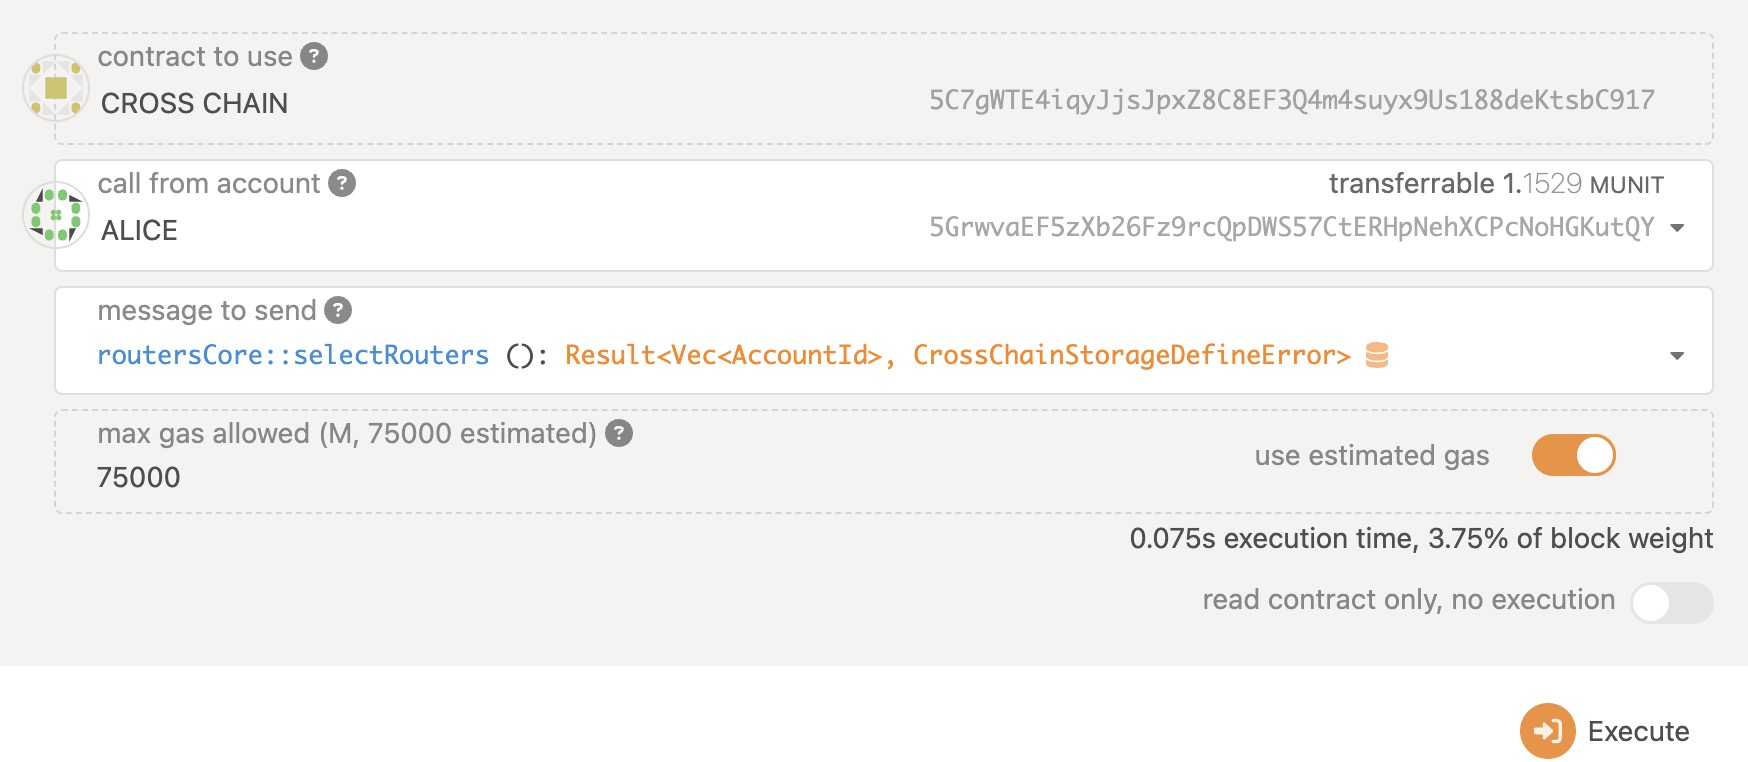 contract to use ?
CROSS CHAIN
5C7gWTE4iqyJjsJpxZ8C8EF3Q4m4suyx9Us188deKtsbC917
call from account ?
transferrable 1.1529 MUNIT
ALICE
5GrwvaEF5zXb26Fz9rcQpDWS57CtERHpNehXCPcNoHGKutQY
message to send ?
routersCore::selectRouters (): Result<Vec<AccountId>, CrossChainStorageDefineError>
max gas allowed (M, 75000 estimated) ?
75000
use estimated gas
0.075s execution time, 3.75% of block weight
read contract only, no execution
Execute